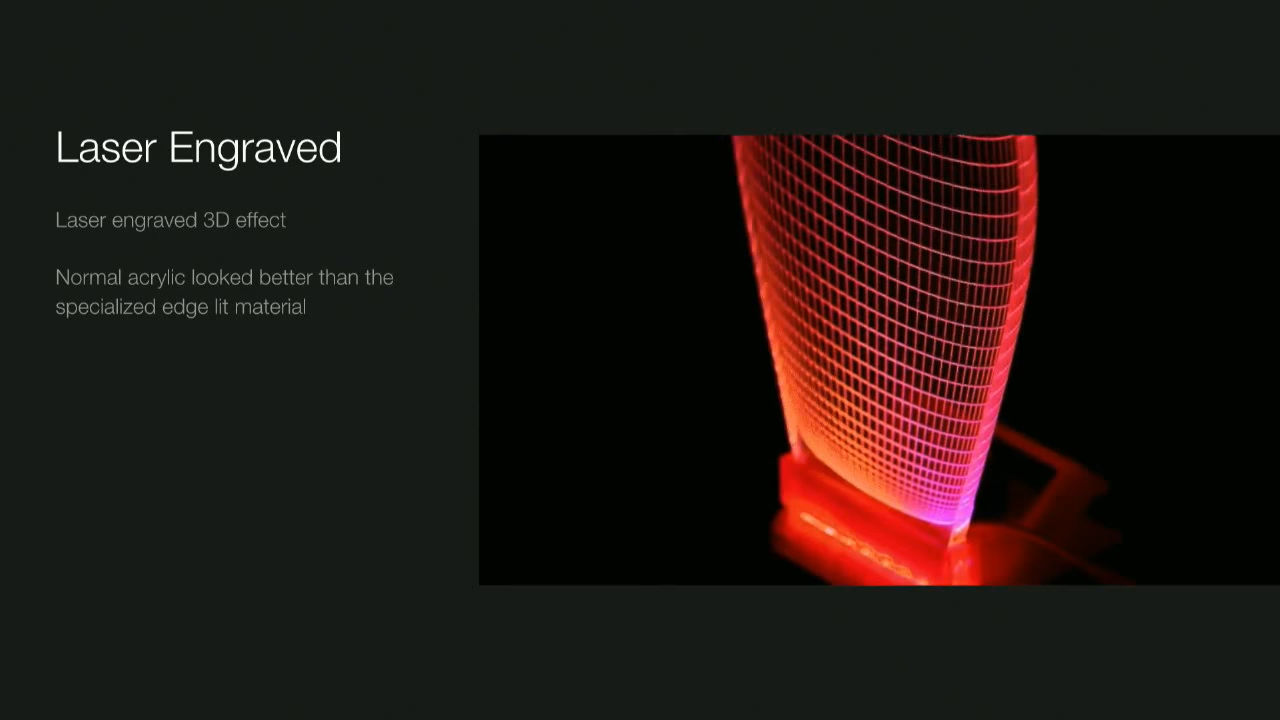 Laser Engraved
Laser engraved 3D effect
Normal acrylic looked better than the
specialized edge lit material